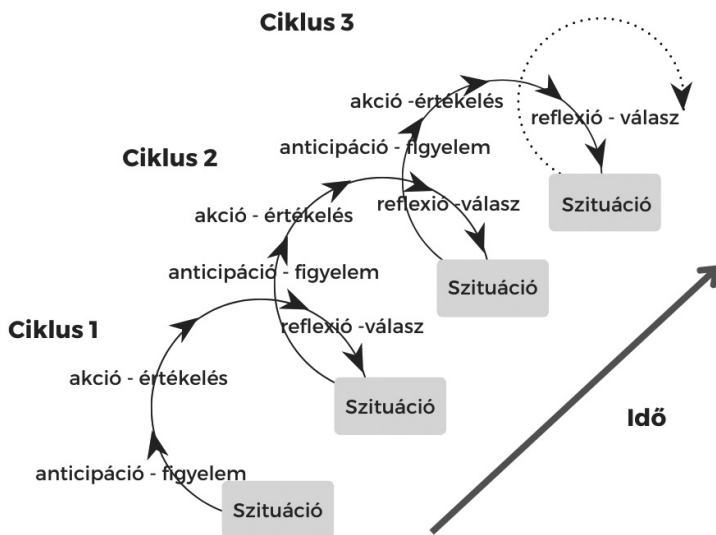 Ciklus 3
akció -értékelés
reflexió - válasz
anticipáció - figyelem
Szituáció
Ciklus 2
akció - értékelés
reflexió -válasz
anticipáció - figyelem
Szituáció
Ciklus 1
reflexió -válasz
akció - értékelés
Szituáció
Idő
anticipáció - figyelem
Szituáció